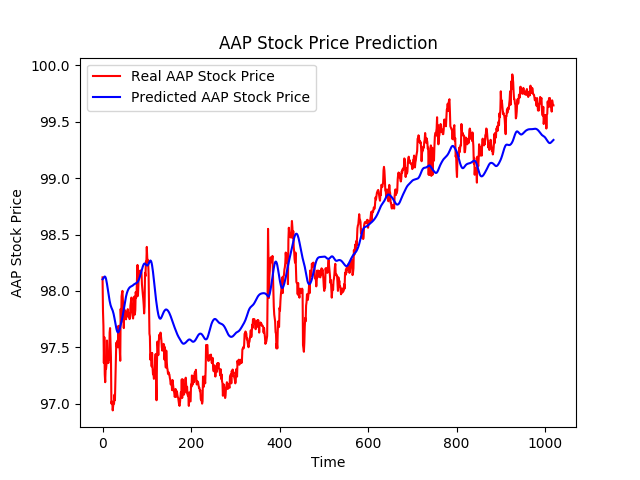 AAP Stock Price Prediction
Real AAP Stock Price
Predicted AAP Stock Price
AAP Stock Price
100.0
99.5
99.0
98.5
98.0
97.5
97.0
0 200 400 600 800 1000
Time